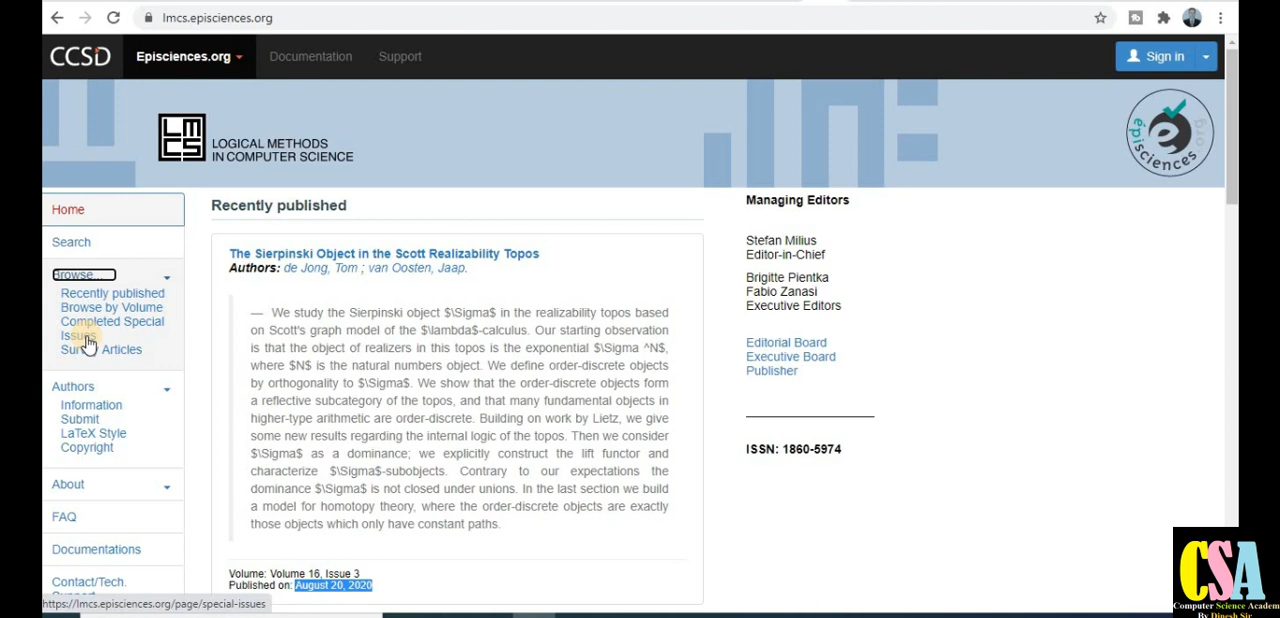 lmcs.episciences.org
CCSD
Episciences.org
Documentation
Support
Sign in
LMCS
LOGICAL METHODS
IN COMPUTER SCIENCE
épisciences.org
Home
Search
Browse...
Recently published
Browse by Volume
Completed Special
Issues
Articles
Authors
Information
Submit
LaTeX Style
Copyright
About
FAQ
Documentations
Contact/Tech.
Recently published
The Sierpinski Object in the Scott Realizability Topos
Authors: de Jong, Tom ; van Oosten, Jaap.
— We study the Sierpinski object $\Sigma$ in the realizability topos based
on Scott's graph model of the $\lambda$-calculus. Our starting observation
is that the object of realizers in this topos is the exponential $\Sigma ^N$,
where $N$ is the natural numbers object. We define order-discrete objects
by orthogonality to $\Sigma$. We show that the order-discrete objects form
a reflective subcategory of the topos, and that many fundamental objects in
higher-type arithmetic are order-discrete. Building on work by Lietz, we give
some new results regarding the internal logic of the topos. Then we consider
$\Sigma$ as a dominance; we explicitly construct the lift functor and
characterize $\Sigma$-subobjects. Contrary to our expectations the
dominance $\Sigma$ is not closed under unions. In the last section we build
a model for homotopy theory, where the order-discrete objects are exactly
those objects which only have constant paths.
Volume: Volume 16, Issue 3
Published on: August 20, 2020
Managing Editors
Stefan Milius
Editor-in-Chief
Brigitte Pientka
Fabio Zanasi
Executive Editors
Editorial Board
Executive Board
Publisher
ISSN: 1860-5974
https://lmcs.episciences.org/page/special-issues
CSA
Computer Science Academ
By Dinesh Sir